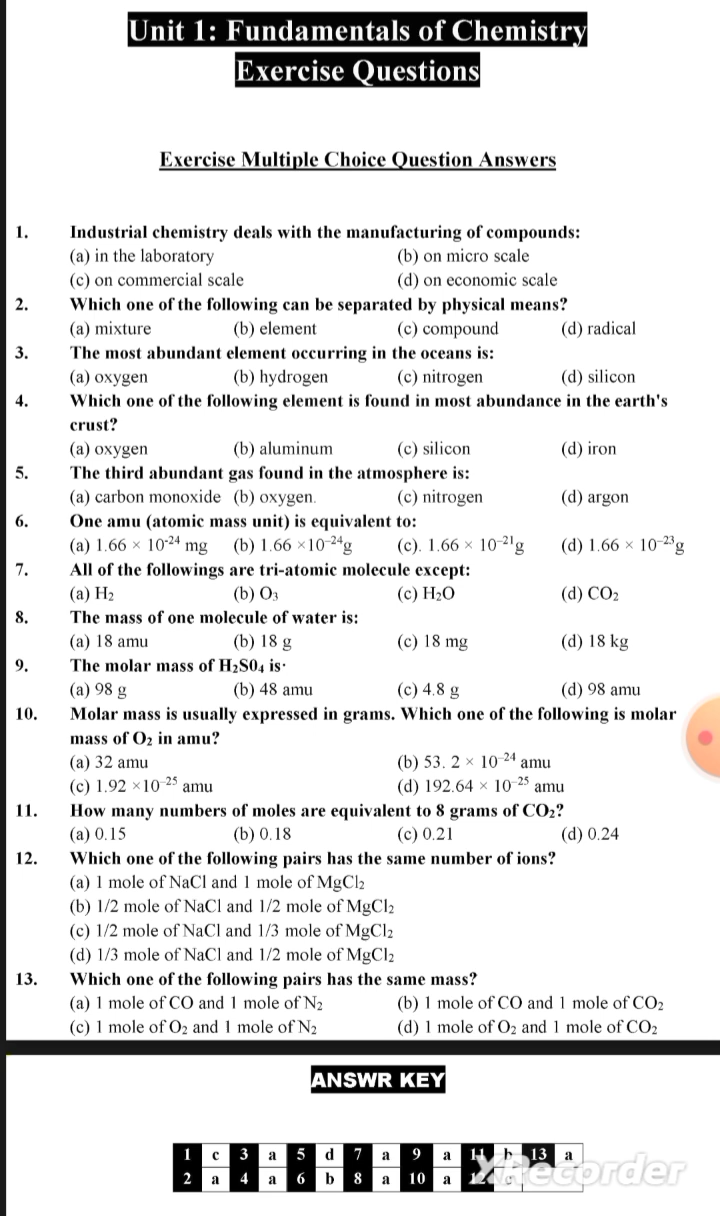 Unit 1: Fundamentals of Chemistry
Exercise Questions
Exercise Multiple Choice Question Answers
1. Industrial chemistry deals with the manufacturing of compounds:
(a) in the laboratory (b) on micro scale
(c) on commercial scale (d) on economic scale
2. Which one of the following can be separated by physical means?
(a) mixture (b) element (c) compound (d) radical
3. The most abundant element occurring in the oceans is:
(a) oxygen (b) hydrogen (c) nitrogen (d) silicon
4. Which one of the following element is found in most abundance in the earth's
crust?
(a) oxygen (b) aluminum (c) silicon (d) iron
5. The third abundant gas found in the atmosphere is:
(a) carbon monoxide (b) oxygen. (c) nitrogen (d) argon
6. One amu (atomic mass unit) is equivalent to:
(a) 1.66 × 10⁻²⁴ mg (b) 1.66 ×10⁻²⁴g (c). 1.66 × 10⁻²¹g (d) 1.66 × 10⁻²³g
7. All of the followings are tri-atomic molecule except:
(a) H₂ (b) O₃ (c) H₂O (d) CO₂
8. The mass of one molecule of water is:
(a) 18 amu (b) 18 g (c) 18 mg (d) 18 kg
9. The molar mass of H₂S0₄ is·
(a) 98 g (b) 48 amu (c) 4.8 g (d) 98 amu
10. Molar mass is usually expressed in grams. Which one of the following is molar
mass of O₂ in amu?
(a) 32 amu (b) 53. 2 × 10⁻²⁴ amu
(c) 1.92 ×10⁻²⁵ amu (d) 192.64 × 10⁻²⁵ amu
11. How many numbers of moles are equivalent to 8 grams of CO₂?
(a) 0.15 (b) 0.18 (c) 0.21 (d) 0.24
12. Which one of the following pairs has the same number of ions?
(a) 1 mole of NaCl and 1 mole of MgCl₂
(b) 1/2 mole of NaCl and 1/2 mole of MgCl₂
(c) 1/2 mole of NaCl and 1/3 mole of MgCl₂
(d) 1/3 mole of NaCl and 1/2 mole of MgCl₂
13. Which one of the following pairs has the same mass?
(a) 1 mole of CO and 1 mole of N₂ (b) 1 mole of CO and 1 mole of CO₂
(c) 1 mole of O₂ and 1 mole of N₂ (d) 1 mole of O₂ and 1 mole of CO₂
ANSWR KEY
1 c 3 a 5 d 7 a 9 a 11 b 13 a
2 a 4 a 6 b 8 a 10 a 12 c
XRecorder